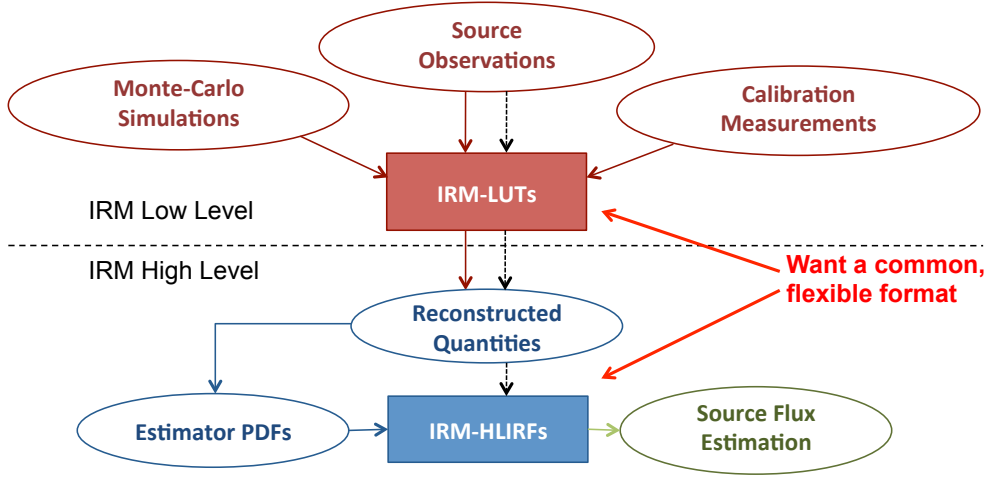 Source
Observations
Monte-Carlo
Simulations
Calibration
Measurements
IRM-LUTs
IRM Low Level
IRM High Level
Want a common,
flexible format
Reconstructed
Quantities
Estimator PDFs
IRM-HLIRFs
Source Flux
Estimation